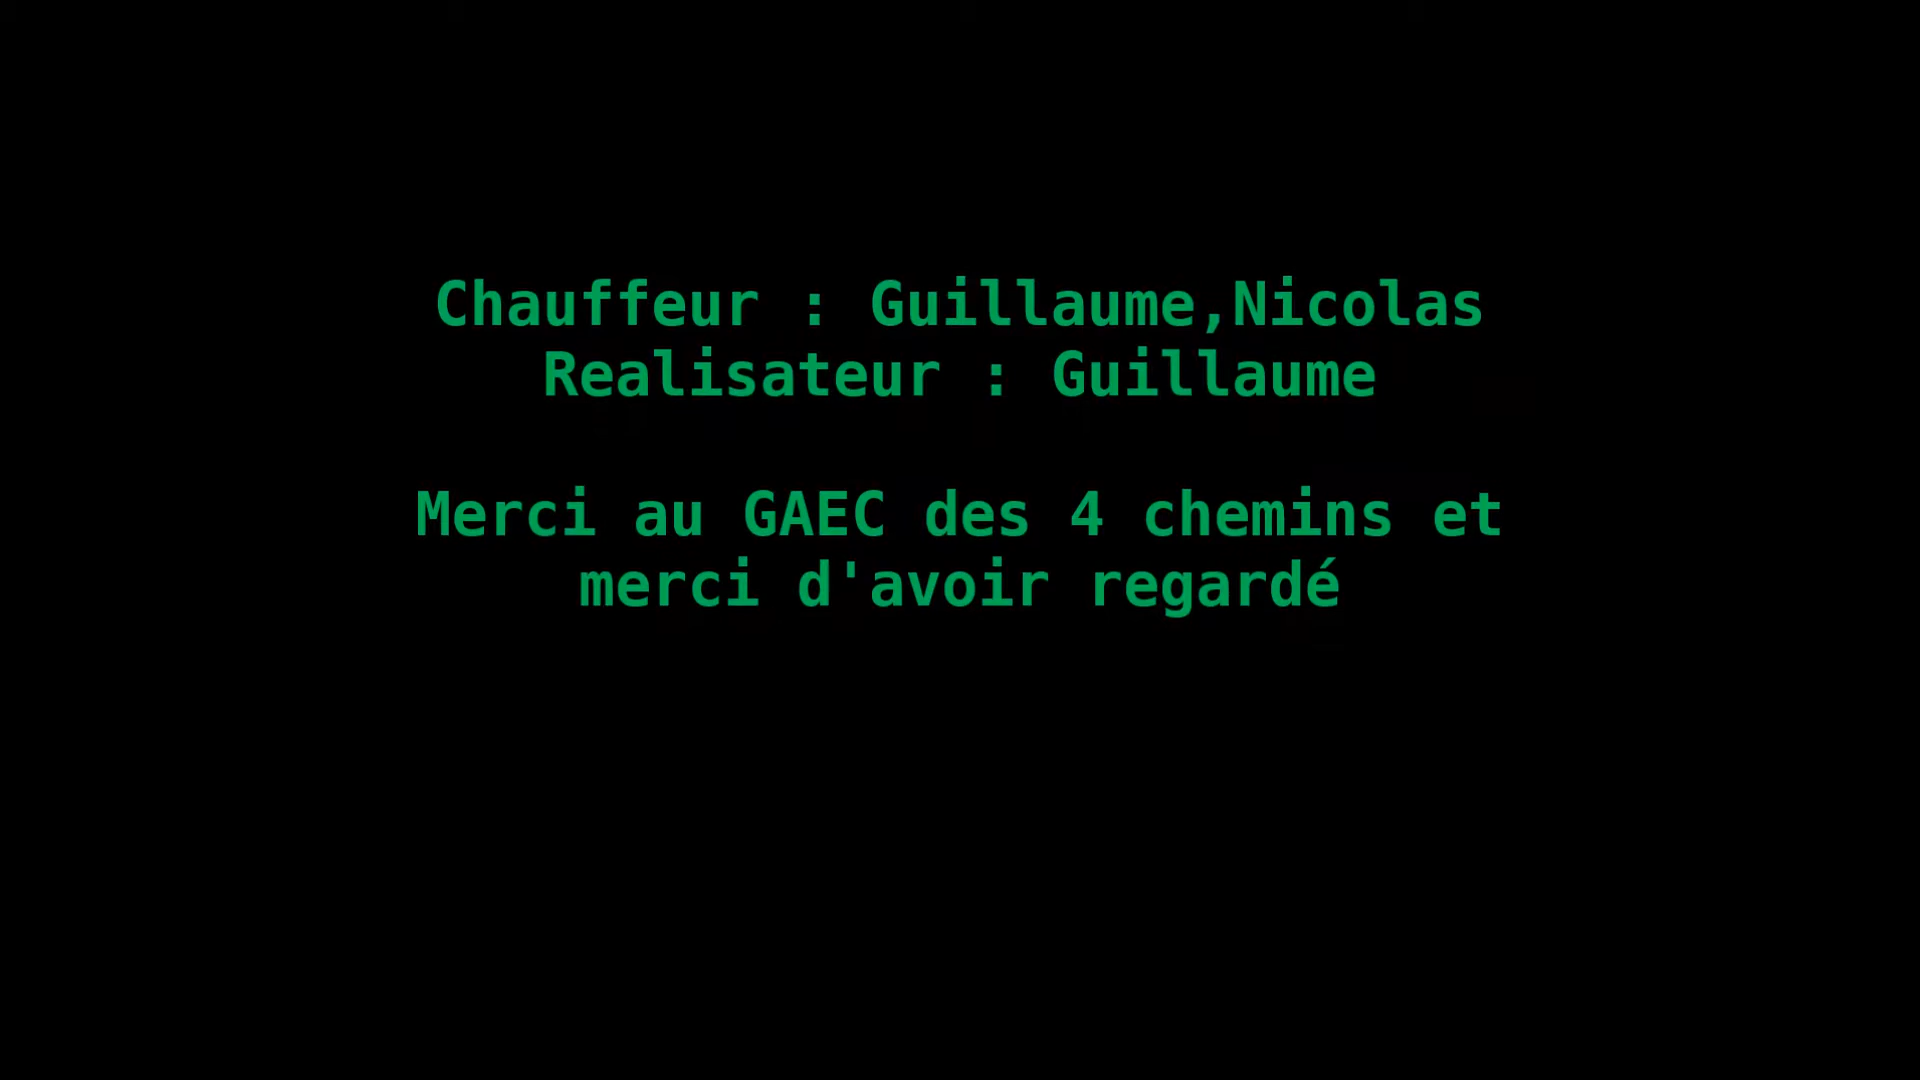 Chauffeur : Guillaume,Nicolas
Realisateur : Guillaume
Merci au GAEC des 4 chemins et
merci d'avoir regardé